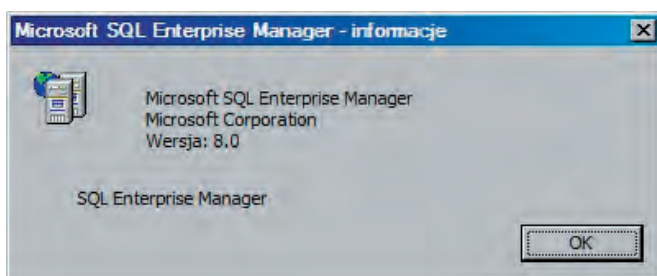 Microsoft SQL Enterprise Manager - informacje
Microsoft SQL Enterprise Manager
Microsoft Corporation
Wersja: 8.0
SQL Enterprise Manager
OK